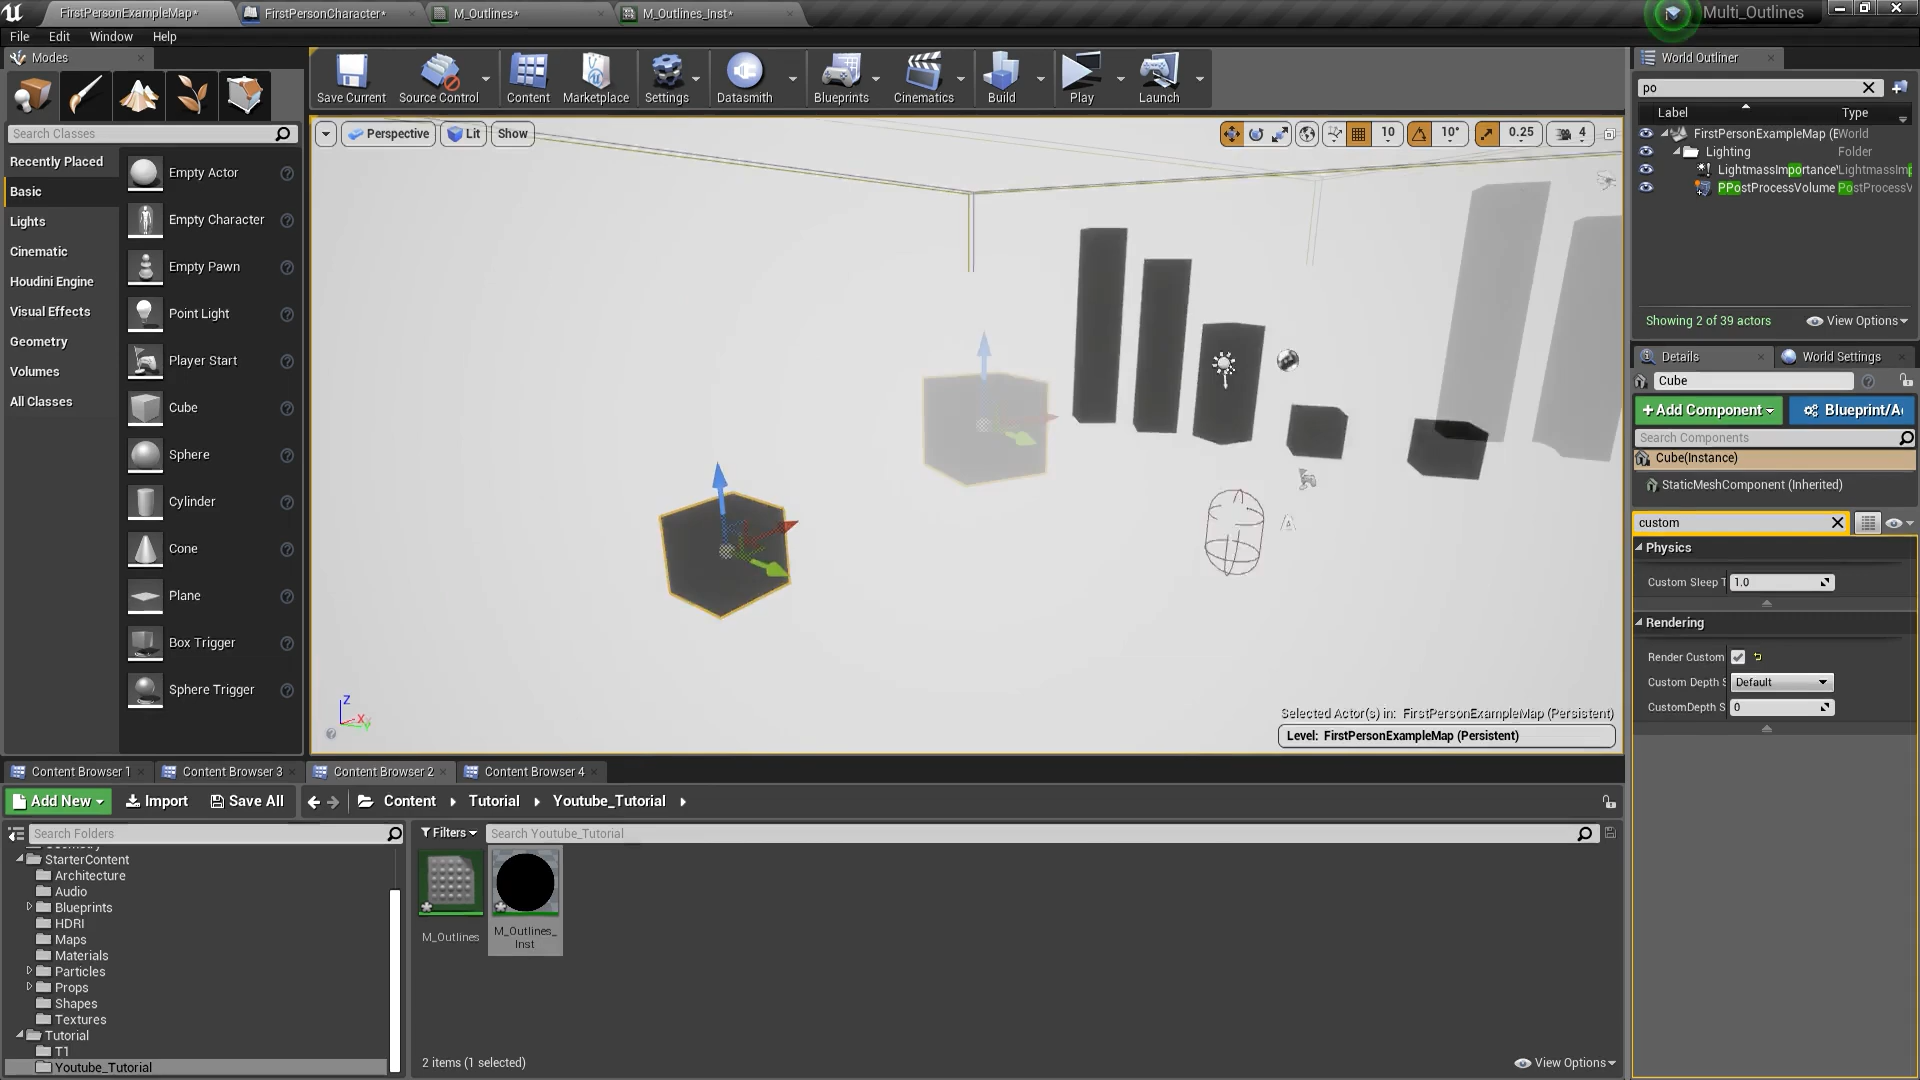 FirstPersonExampleMap*
FirstPersonCharacter*
M_Outlines*
M_Outlines_Inst*
Multi_Outlines
File Edit Window Help
Modes
Save Current
Source Control
Content
Marketplace
Settings
Datasmith
Blueprints
Cinematics
Build
Play
Launch
World Outliner
po
Label Type
FirstPersonExampleMap (E World
Lighting Folder
LightmassImportance LightmassImp
PPostProcessVolume PostProcessV
Showing 2 of 39 actors
View Options
Search Classes
Recently Placed
Basic
Lights
Cinematic
Houdini Engine
Visual Effects
Geometry
Volumes
All Classes
Empty Actor
Empty Character
Empty Pawn
Point Light
Player Start
Cube
Sphere
Cylinder
Cone
Plane
Box Trigger
Sphere Trigger
Perspective
Lit
Show
10
10°
0.25
4
Z
X
Y
Selected Actor(s) in: FirstPersonExampleMap (Persistent)
Level: FirstPersonExampleMap (Persistent)
Details
World Settings
Cube
+Add Component
Blueprint/A
Search Components
Cube(Instance)
StaticMeshComponent (Inherited)
custom
Physics
Custom Sleep T 1.0
Rendering
Render Custom
Custom Depth S Default
CustomDepth S 0
Content Browser 1
Content Browser 3
Content Browser 2
Content Browser 4
Add New
Import
Save All
Content
Tutorial
Youtube_Tutorial
Search Folders
Filters
Search Youtube_Tutorial
StarterContent
Architecture
Audio
Blueprints
HDRI
Maps
Materials
Particles
Props
Shapes
Textures
Tutorial
T1
Youtube_Tutorial
M_Outlines
M_Outlines_
Inst
2 items (1 selected)
View Options